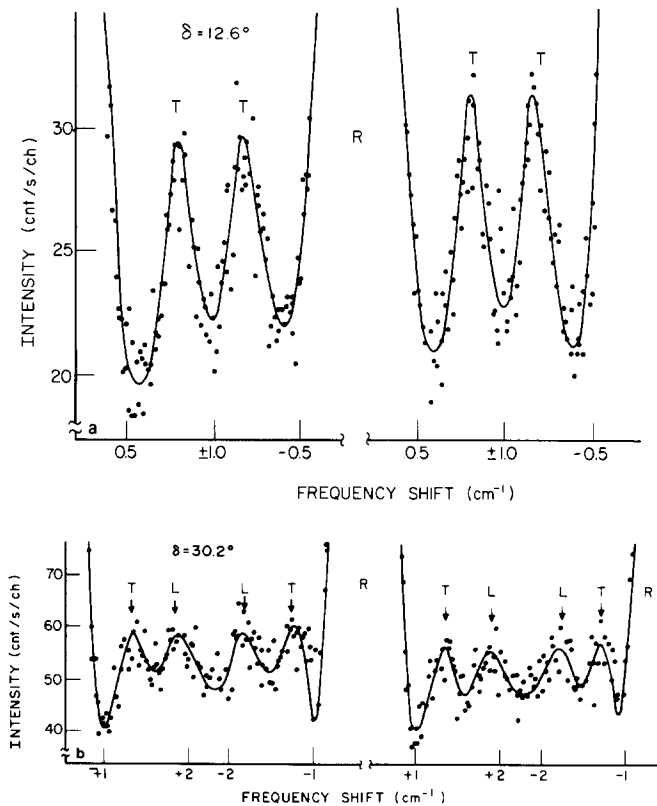 δ = 12.6°
T T T T
R
30
25
20
INTENSITY (cnt/s/ch)
a
0.5 ±1.0 -0.5 0.5 ±1.0 -0.5
FREQUENCY SHIFT (cm⁻¹)
δ = 30.2°
T L L T R T L L T R
70
60
50
40
INTENSITY (cnt/s/ch)
b
+1 +2 -2 -1 +1 +2 -2 -1
FREQUENCY SHIFT (cm⁻¹)